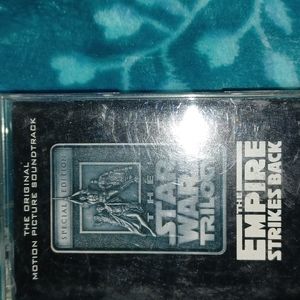 THE ORIGINAL
MOTION PICTURE SOUNDTRACK
SPECIAL EDITION
THE
STAR
WARS
TRILOGY
THE
EMPIRE
STRIKES BACK